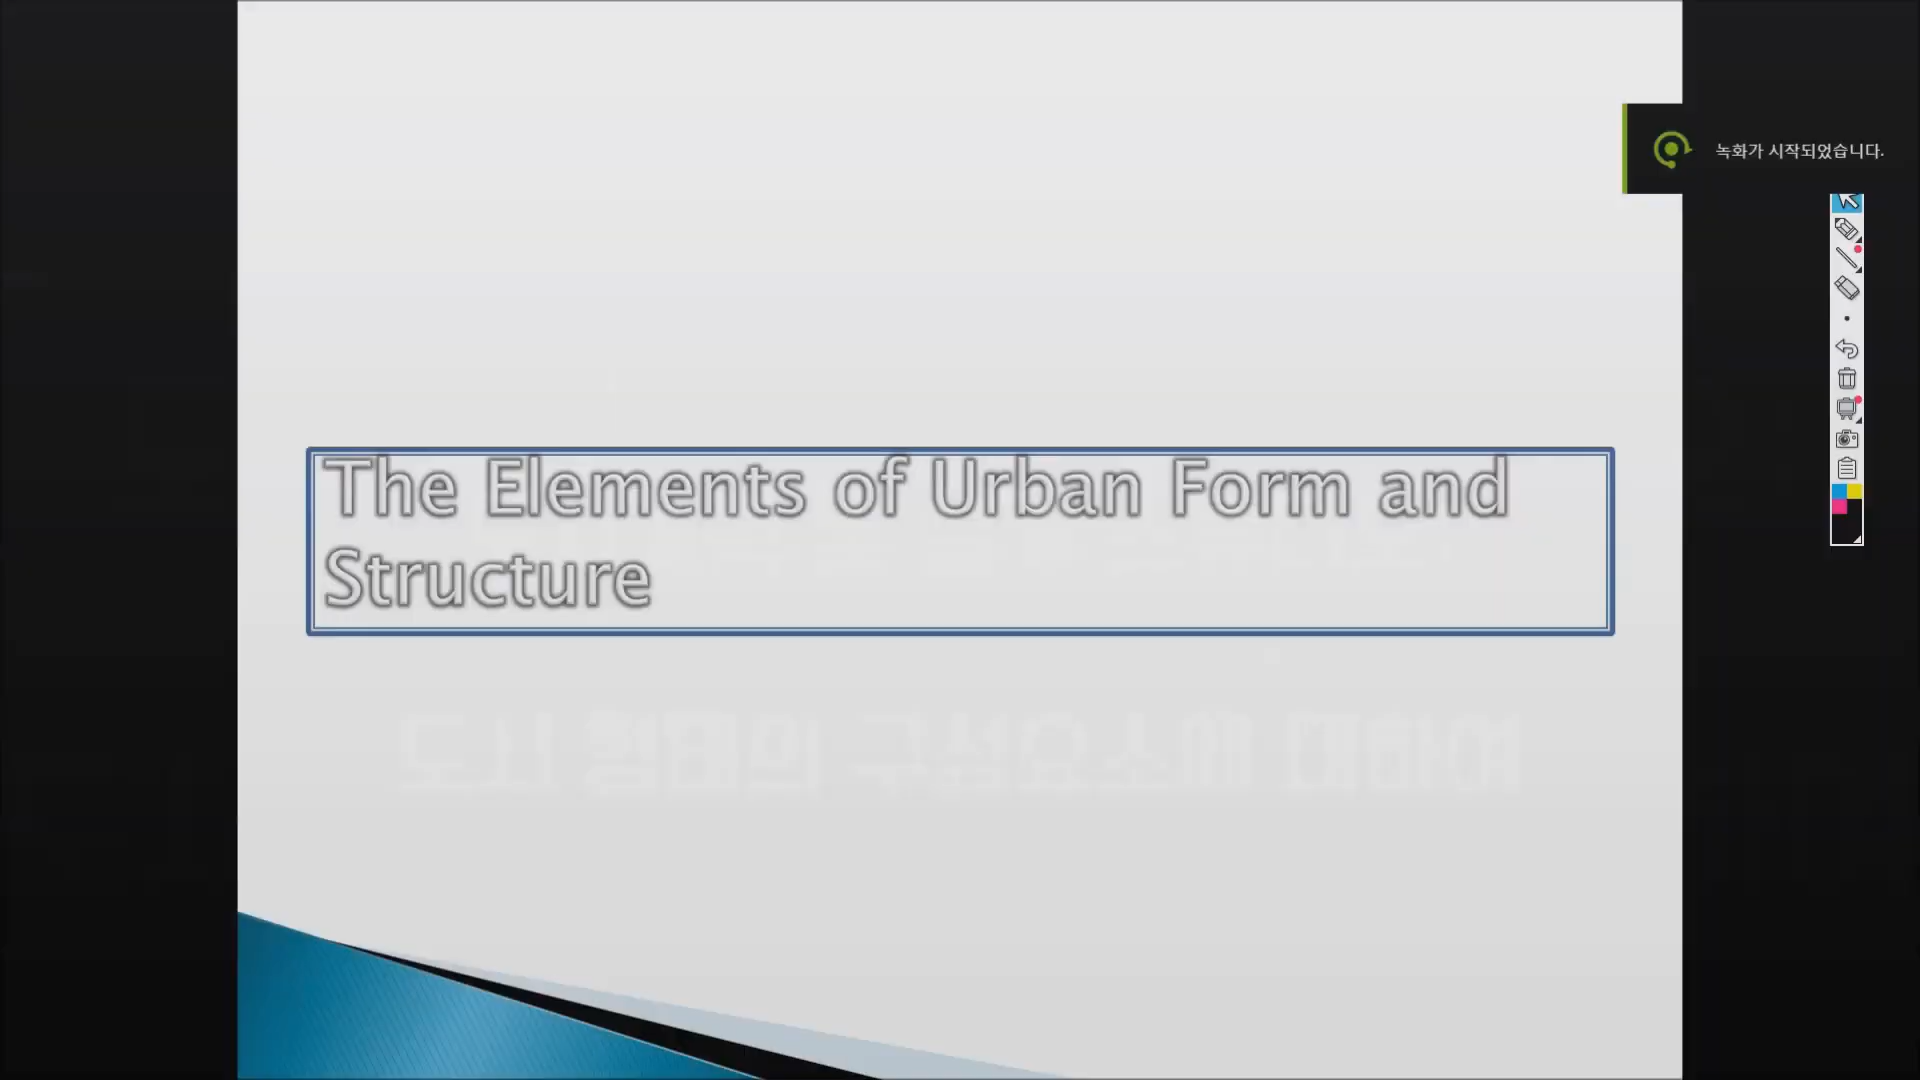 녹화가 시작되었습니다.
The Elements of Urban Form and
Structure
도시 형태의 구성요소에 대하여